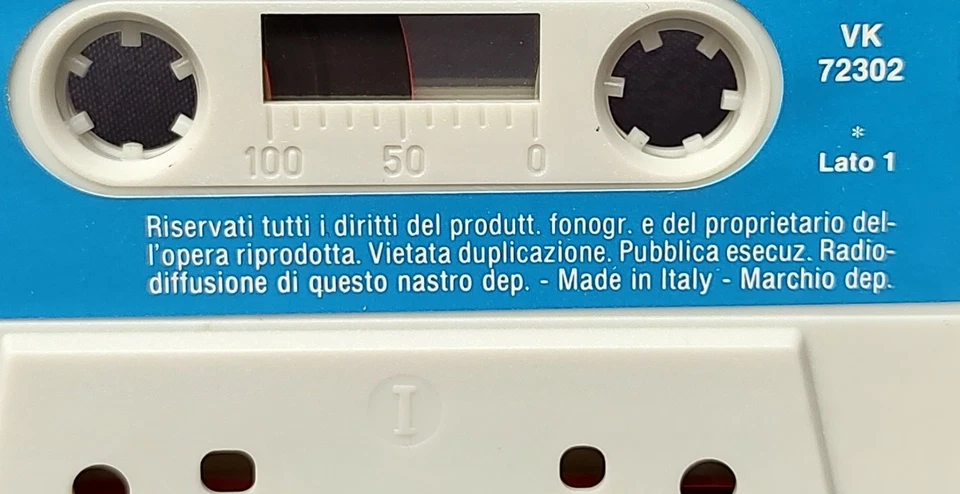 VK
72302
*
Lato 1
100 50 0
Riservati tutti i diritti del produtt. fonogr. e del proprietario del-
l'opera riprodotta. Vietata duplicazione. Pubblica esecuz. Radio-
diffusione di questo nastro dep. - Made in Italy - Marchio dep.
I